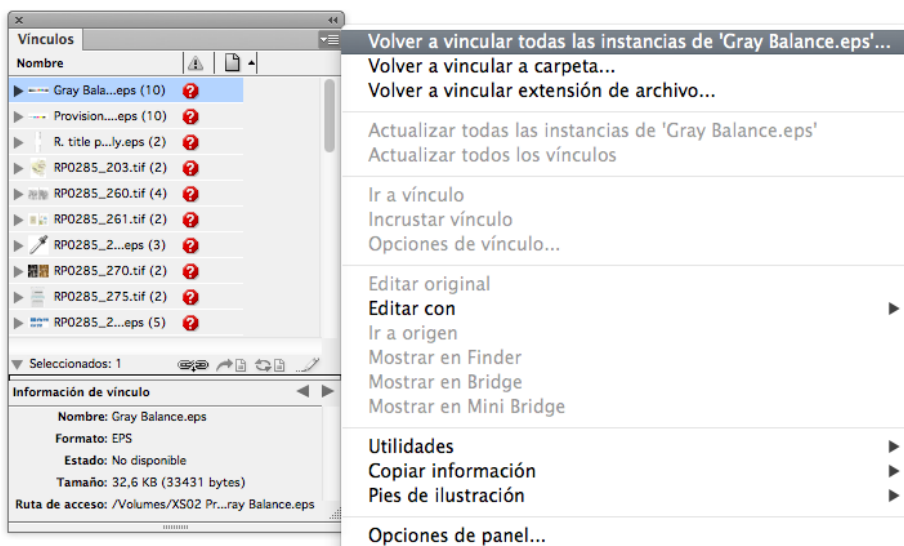 Vínculos
Nombre
Gray Bala...eps (10)
Provision....eps (10)
R. title p...ly.eps (2)
RP0285_203.tif (2)
RP0285_260.tif (4)
RP0285_261.tif (2)
RP0285_2...eps (3)
RP0285_270.tif (2)
RP0285_275.tif (2)
RP0285_2...eps (5)
Seleccionados: 1
Información de vínculo
Nombre: Gray Balance.eps
Formato: EPS
Estado: No disponible
Tamaño: 32,6 KB (33431 bytes)
Ruta de acceso: /Volumes/XS02 Pr...ray Balance.eps
Volver a vincular todas las instancias de 'Gray Balance.eps'...
Volver a vincular a carpeta...
Volver a vincular extensión de archivo...
Actualizar todas las instancias de 'Gray Balance.eps'
Actualizar todos los vínculos
Ir a vínculo
Incrustar vínculo
Opciones de vínculo...
Editar original
Editar con
Ir a origen
Mostrar en Finder
Mostrar en Bridge
Mostrar en Mini Bridge
Utilidades
Copiar información
Pies de ilustración
Opciones de panel...